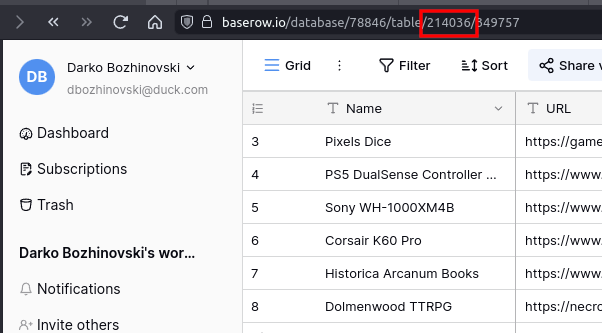 baserow.io/database/78846/table/214036/349757
DB
Darko Bozhinovski
dbozhinovski@duck.com
Dashboard
Subscriptions
Trash
Darko Bozhinovski's wor...
Notifications
Invite others
Grid
Filter
Sort
Share v
Name
URL
3 Pixels Dice https://game
4 PS5 DualSense Controller ... https://www.
5 Sony WH-1000XM4B https://www.
6 Corsair K60 Pro https://www.
7 Historica Arcanum Books https://www.
8 Dolmenwood TTRPG https://necro